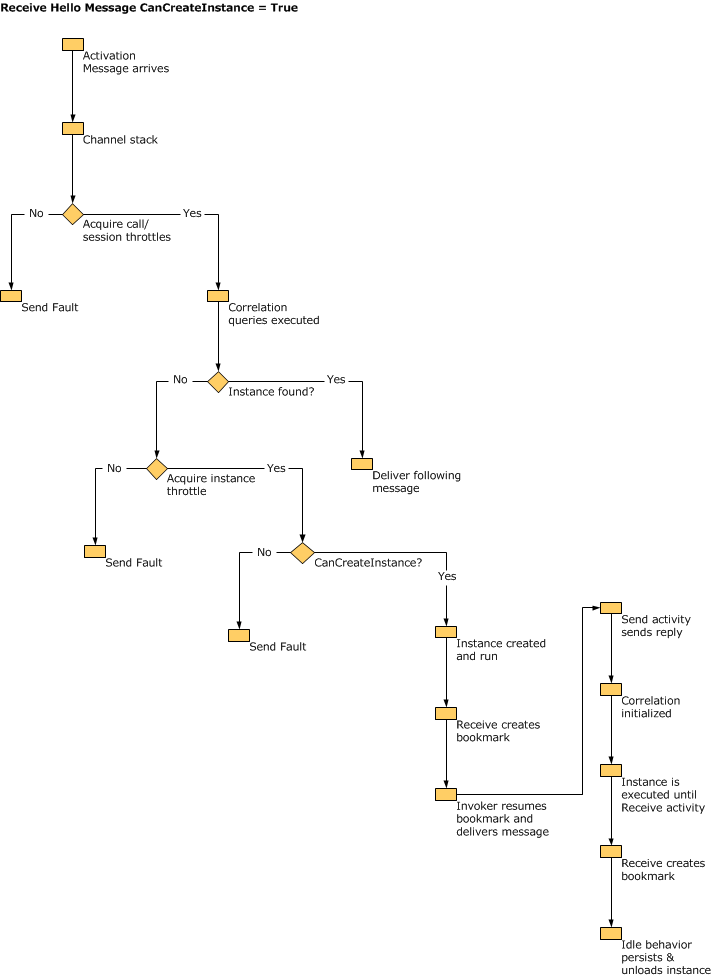 Receive Hello Message CanCreateInstance = True
Activation
Message arrives
Channel stack
No
Yes
Acquire call/
session throttles
Send Fault
Correlation
queries executed
No
Yes
Instance found?
No
Yes
Acquire instance
throttle
Deliver following
message
Send Fault
No
CanCreateInstance?
Yes
Send Fault
Instance created
and run
Receive creates
bookmark
Invoker resumes
bookmark and
delivers message
Send activity
sends reply
Correlation
initialized
Instance is
executed until
Receive activity
Receive creates
bookmark
Idle behavior
persists &
unloads instance